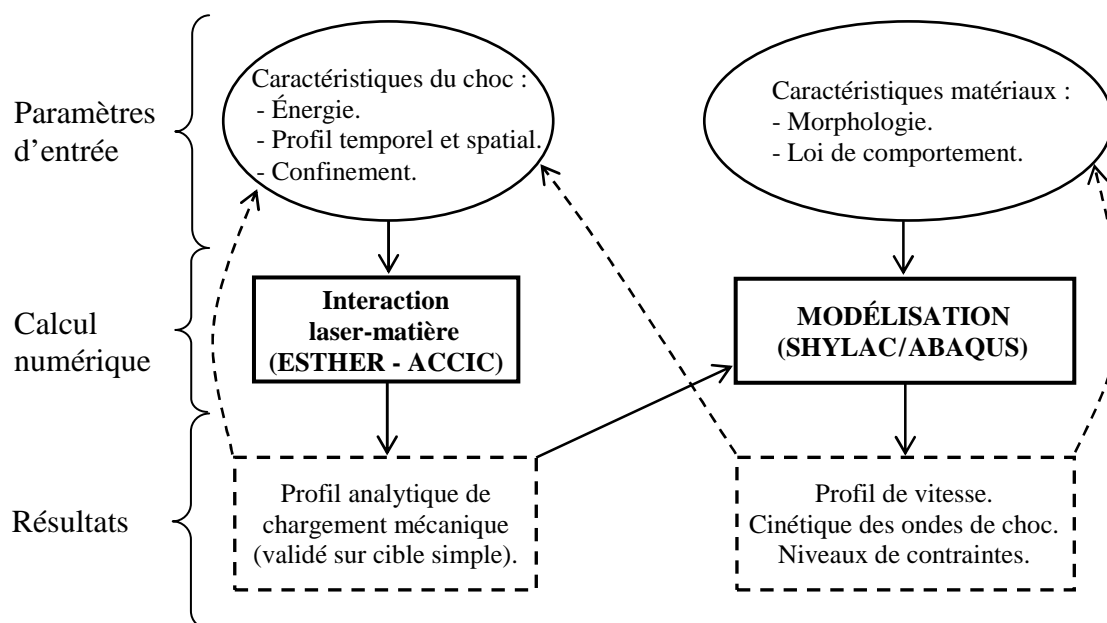 Paramètres
d'entrée
Caractéristiques du choc :
- Énergie.
- Profil temporel et spatial.
- Confinement.
Caractéristiques matériaux :
- Morphologie.
- Loi de comportement.
Calcul
numérique
Interaction
laser-matière
(ESTHER - ACCIC)
MODÉLISATION
(SHYLAC/ABAQUS)
Résultats
Profil analytique de
chargement mécanique
(validé sur cible simple).
Profil de vitesse.
Cinétique des ondes de choc.
Niveaux de contraintes.